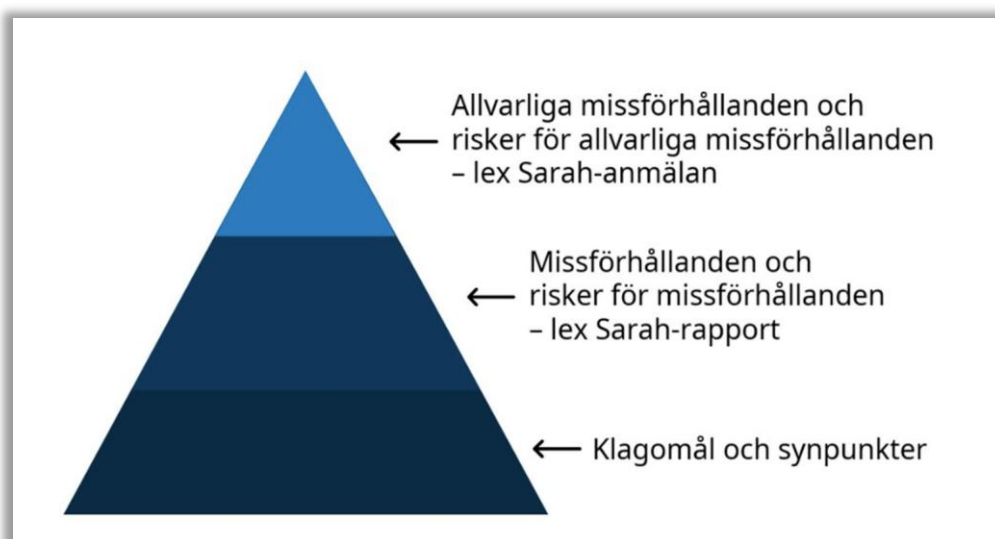 Allvarliga missförhållanden och
risker för allvarliga missförhållanden
– lex Sarah-anmälan
Missförhållanden och
risker för missförhållanden
– lex Sarah-rapport
Klagomål och synpunkter